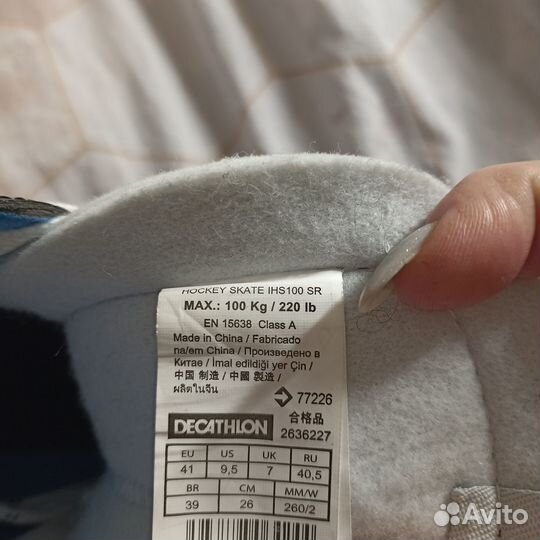 HOCKEY SKATE IHS100 SR
MAX.: 100 Kg / 220 lb
EN 15638 Class A
Made in China / Fabricado
na/em China / Произведено в
Китае / İmal edildiği yer Çin /
中国 制造 / 中國 製造 /
ผลิตในจีน
77226
DECATHLON 合格品
2636227
EU US UK RU
41 9,5 7 40,5
BR CM MM/W
39 26 260/2
Avito